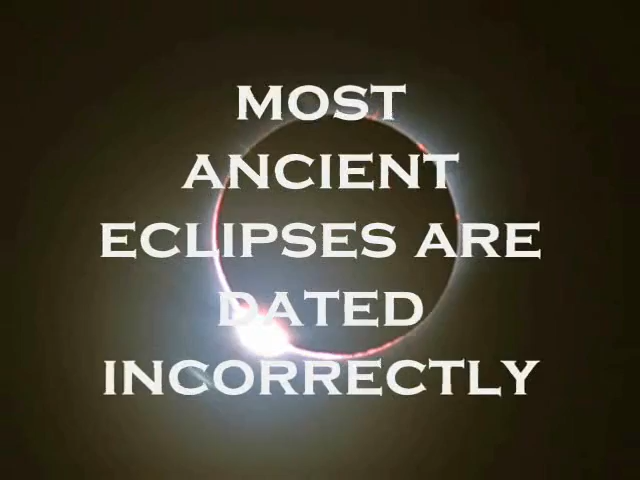 MOST
ANCIENT
ECLIPSES ARE
DATED
INCORRECTLY